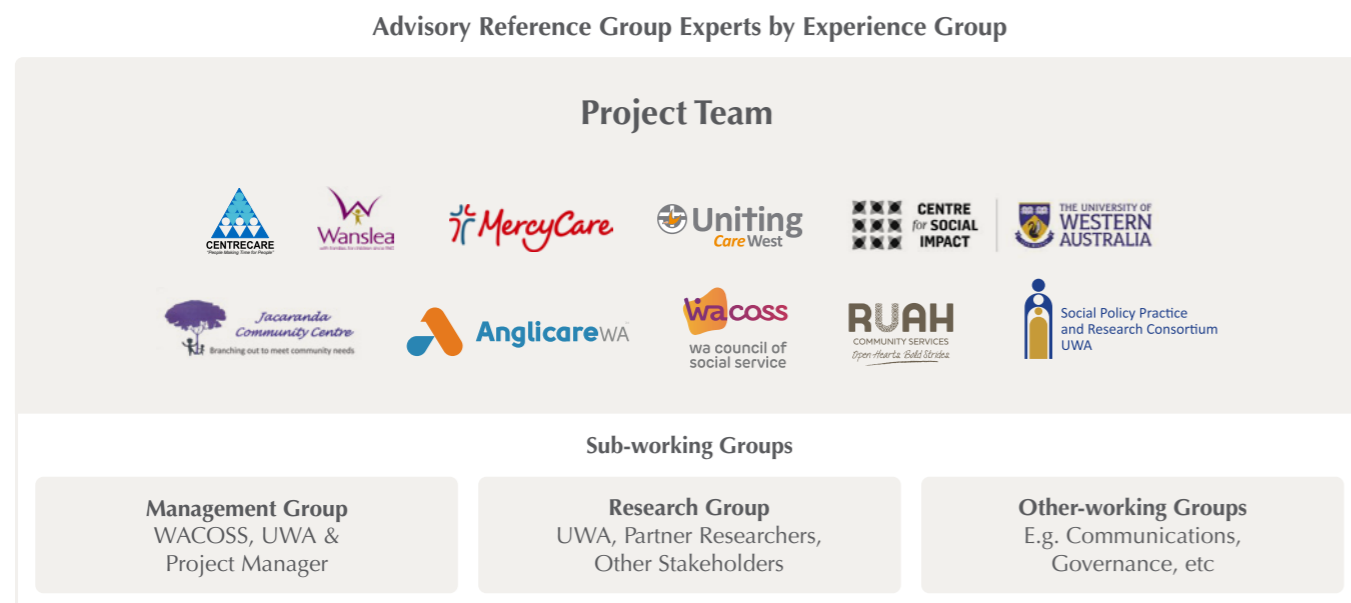 Advisory Reference Group Experts by Experience Group
Project Team
CENTRECARE
"People Making Time for People"
Wanslea
MercyCare
Uniting
Care West
CENTRE
for SOCIAL
IMPACT
THE UNIVERSITY OF
WESTERN
AUSTRALIA
Jacaranda
Community Centre
Branching out to meet community needs
Anglicare WA
wacoss
wa council of
social service
RUAH
COMMUNITY SERVICES
Open Hearts Bold Strides
Social Policy Practice
and Research Consortium
UWA
Sub-working Groups
Management Group
WACOSS, UWA &
Project Manager
Research Group
UWA, Partner Researchers,
Other Stakeholders
Other-working Groups
E.g. Communications,
Governance, etc